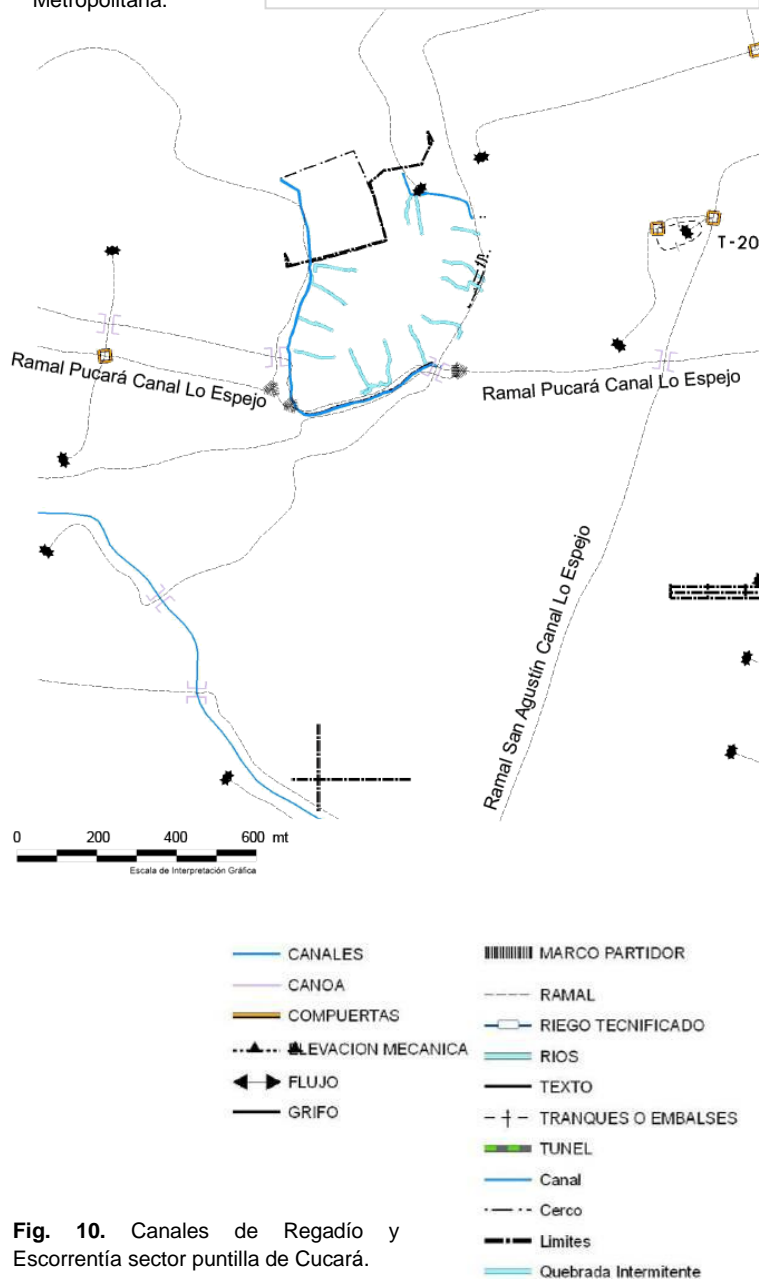 Metropolitana.
T-20
Ramal Pucará Canal Lo Espejo
Ramal Pucará Canal Lo Espejo
Ramal San Agustín Canal Lo Espejo
0 200 400 600 mt
Escala de Interpretación Gráfica
CANALES
CANOA
COMPUERTAS
ELEVACION MECANICA
FLUJO
GRIFO
MARCO PARTIDOR
RAMAL
RIEGO TECNIFICADO
RIOS
TEXTO
TRANQUES O EMBALSES
TUNEL
Canal
Cerco
Limites
Quebrada Intermitente
Fig. 10. Canales de Regadío y
Escorrentía sector puntilla de Cucará.